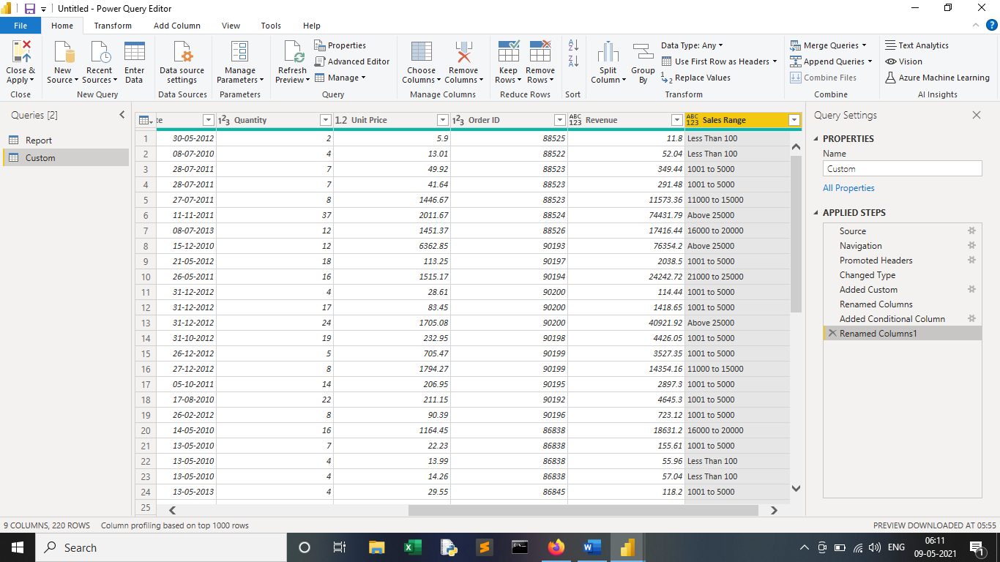 Untitled - Power Query Editor
File Home Transform Add Column View Tools Help
Close & Apply
New Source
Recent Sources
Enter Data
Data source settings
Manage Parameters
Refresh Preview
Properties
Advanced Editor
Manage
Choose Columns
Remove Columns
Keep Rows
Remove Rows
Split Column
Group By
Data Type: Any
Use First Row as Headers
Replace Values
Merge Queries
Append Queries
Combine Files
Text Analytics
Vision
Azure Machine Learning
Close New Query Data Sources Parameters Query Manage Columns Reduce Rows Sort Transform Combine AI Insights
Queries [2]
Report
Custom
te Quantity Unit Price Order ID Revenue Sales Range
1 30-05-2012 2 5.9 88525 11.8 Less Than 100
2 08-07-2010 4 13.01 88522 52.04 Less Than 100
3 28-07-2011 7 49.92 88523 349.44 1001 to 5000
4 28-07-2011 7 41.64 88523 291.48 1001 to 5000
5 27-07-2011 8 1446.67 88523 11573.36 11000 to 15000
6 11-11-2011 37 2011.67 88524 74431.79 Above 25000
7 08-07-2013 12 1451.37 88526 17416.44 16000 to 20000
8 15-12-2010 12 6362.85 90193 76354.2 Above 25000
9 21-05-2012 18 113.25 90197 2038.5 1001 to 5000
10 26-05-2011 16 1515.17 90194 24242.72 21000 to 25000
11 31-12-2012 4 28.61 90200 114.44 1001 to 5000
12 31-12-2012 17 83.45 90200 1418.65 1001 to 5000
13 31-12-2012 24 1705.08 90200 40921.92 Above 25000
14 31-10-2012 19 232.95 90198 4426.05 1001 to 5000
15 26-12-2012 5 705.47 90199 3527.35 1001 to 5000
16 27-12-2012 8 1794.27 90199 14354.16 11000 to 15000
17 05-10-2011 14 206.95 90195 2897.3 1001 to 5000
18 17-08-2010 22 211.15 90192 4645.3 1001 to 5000
19 26-02-2012 8 90.39 90196 723.12 1001 to 5000
20 14-05-2010 16 1164.45 86838 18631.2 16000 to 20000
21 13-05-2010 7 22.23 86838 155.61 1001 to 5000
22 13-05-2010 4 13.99 86838 55.96 Less Than 100
23 13-05-2010 4 14.26 86838 57.04 Less Than 100
24 13-05-2013 4 29.55 86845 118.2 1001 to 5000
25
Query Settings
PROPERTIES
Name
Custom
All Properties
APPLIED STEPS
Source
Navigation
Promoted Headers
Changed Type
Added Custom
Renamed Columns
Added Conditional Column
Renamed Columns1
9 COLUMNS, 220 ROWS Column profiling based on top 1000 rows PREVIEW DOWNLOADED AT 05:55
Search
ENG
06:11
09-05-2021
1